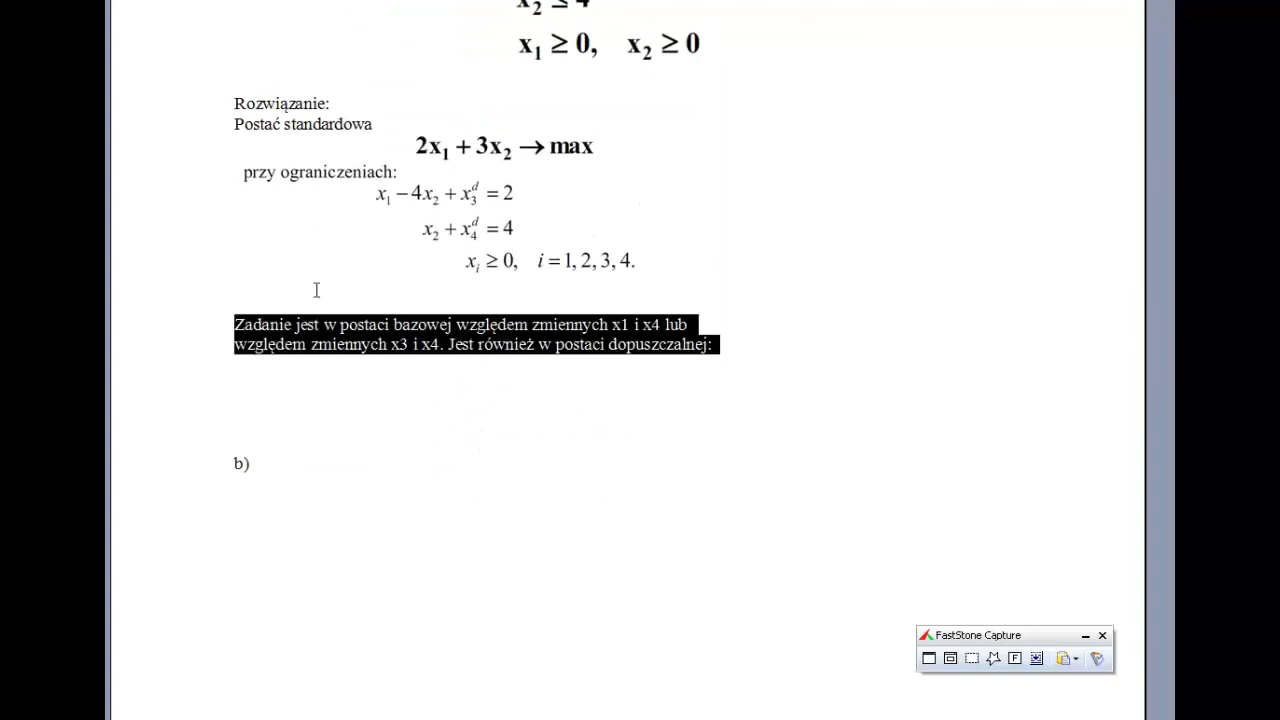 x₂ ≤ 4
x₁ ≥ 0, x₂ ≥ 0
Rozwiązanie:
Postać standardowa
2x₁ + 3x₂ → max
przy ograniczeniach:
x₁ − 4x₂ + x₃ᵈ = 2
x₂ + x₄ᵈ = 4
xᵢ ≥ 0, i = 1, 2, 3, 4.
Zadanie jest w postaci bazowej względem zmiennych x1 i x4 lub
względem zmiennych x3 i x4. Jest również w postaci dopuszczalnej:
b)
FastStone Capture